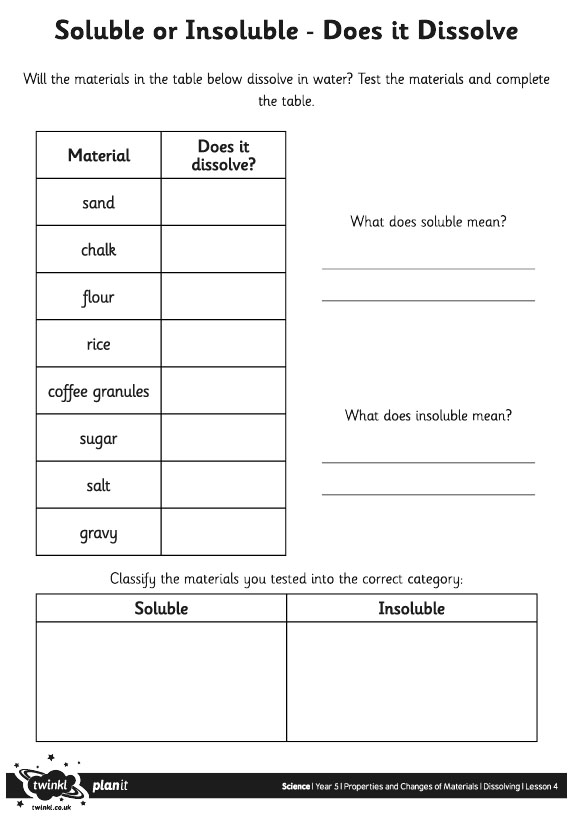 Soluble or Insoluble - Does it Dissolve
Will the materials in the table below dissolve in water? Test the materials and complete
the table.
Material
Does it
dissolve?
sand
chalk
flour
rice
coffee granules
sugar
salt
gravy
What does soluble mean?
What does insoluble mean?
Classify the materials you tested into the correct category:
Soluble
Insoluble
twinkl
planit
twinkl.co.uk
Science | Year 5 | Properties and Changes of Materials | Dissolving | Lesson 4